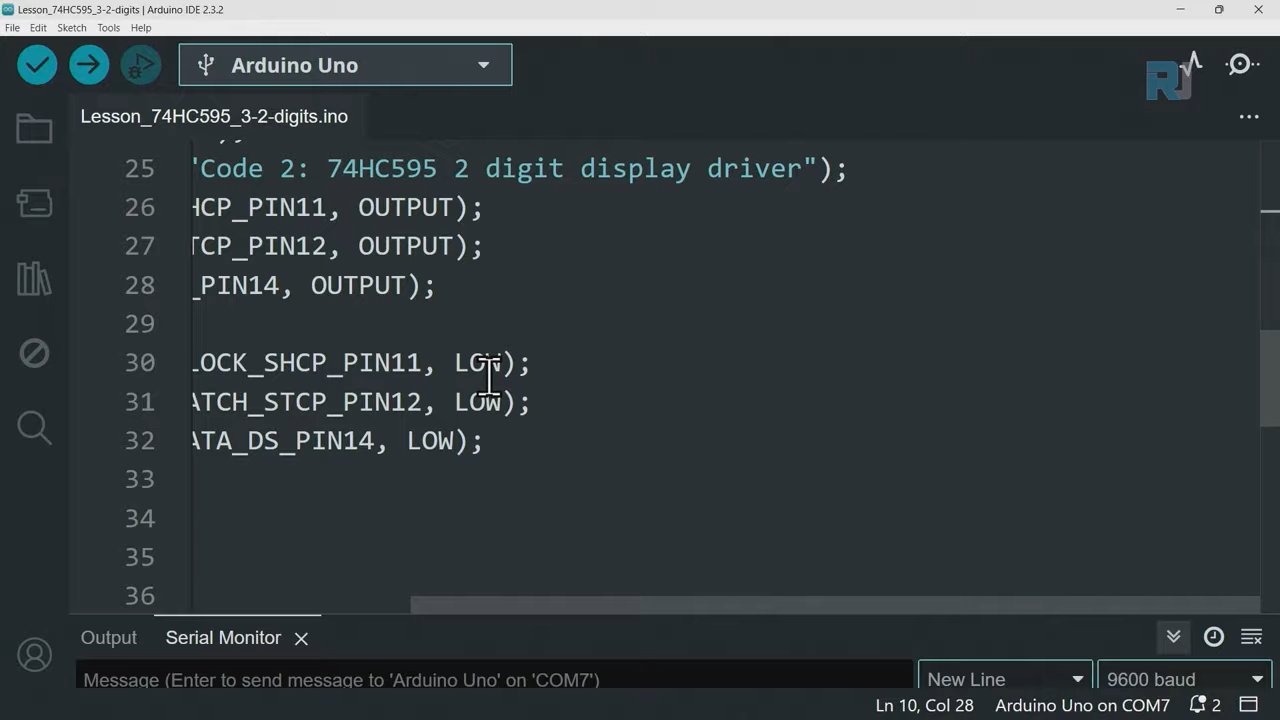 Lesson_74HC595_3-2-digits | Arduino IDE 2.3.2
File Edit Sketch Tools Help
Arduino Uno
RJ
Lesson_74HC595_3-2-digits.ino
25 "Code 2: 74HC595 2 digit display driver");
26 HCP_PIN11, OUTPUT);
27 TCP_PIN12, OUTPUT);
28 _PIN14, OUTPUT);
29
30 LOCK_SHCP_PIN11, LOW);
31 ATCH_STCP_PIN12, LOW);
32 ATA_DS_PIN14, LOW);
33
34
35
36
Output Serial Monitor
Message (Enter to send message to 'Arduino Uno' on 'COM7') New Line 9600 baud
Ln 10, Col 28 Arduino Uno on COM7 2